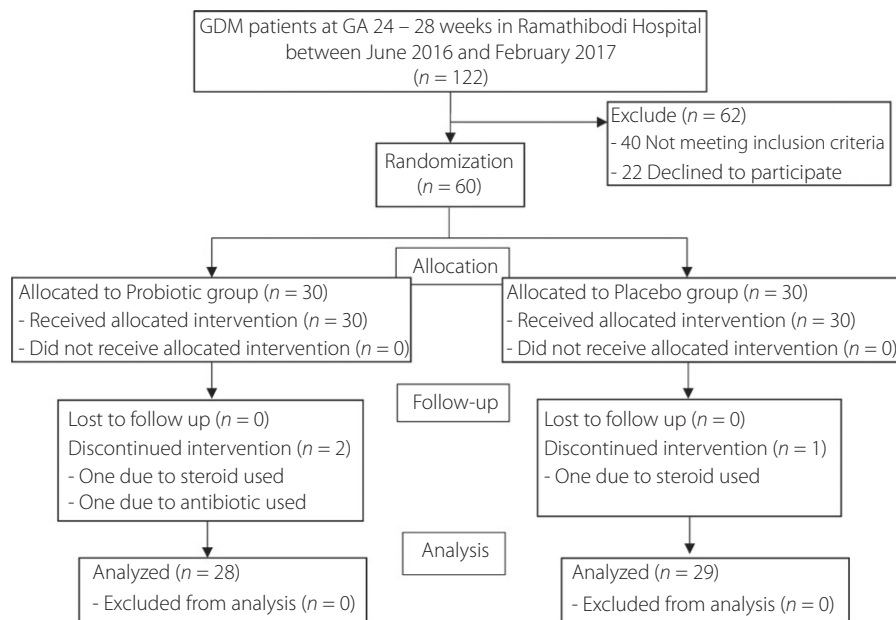 GDM patients at GA 24 – 28 weeks in Ramathibodi Hospital
between June 2016 and February 2017
(n = 122)
Exclude (n = 62)
- 40 Not meeting inclusion criteria
- 22 Declined to participate
Randomization
(n = 60)
Allocation
Allocated to Probiotic group (n = 30)
- Received allocated intervention (n = 30)
- Did not receive allocated intervention (n = 0)
Allocated to Placebo group (n = 30)
- Received allocated intervention (n = 30)
- Did not receive allocated intervention (n = 0)
Follow-up
Lost to follow up (n = 0)
Discontinued intervention (n = 2)
- One due to steroid used
- One due to antibiotic used
Lost to follow up (n = 0)
Discontinued intervention (n = 1)
- One due to steroid used
Analysis
Analyzed (n = 28)
- Excluded from analysis (n = 0)
Analyzed (n = 29)
- Excluded from analysis (n = 0)